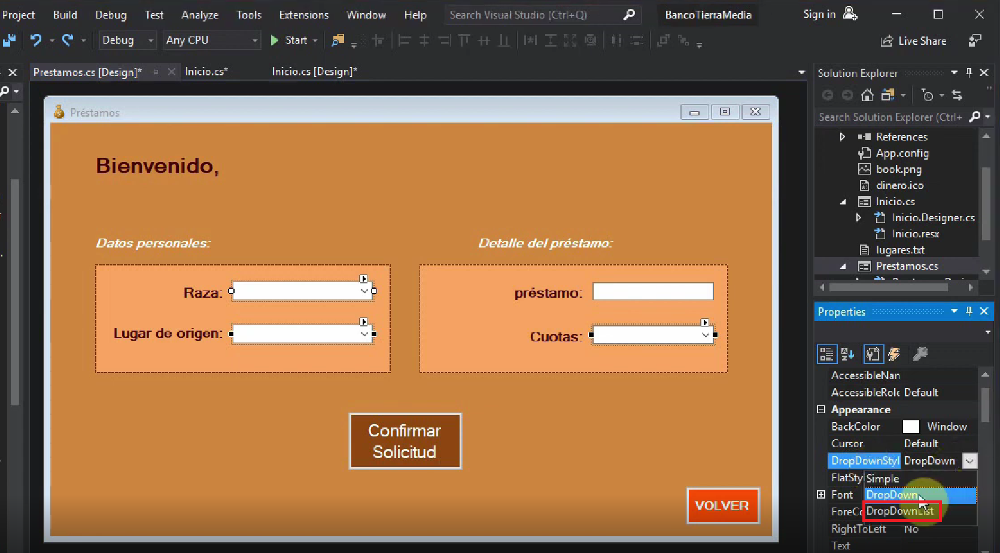 Project Build Debug Test Analyze Tools Extensions Window Help Search Visual Studio (Ctrl+Q) BancoTierraMedia Sign in
Debug Any CPU Start Live Share
Prestamos.cs [Design]* Inicio.cs* Inicio.cs [Design]*
Préstamos
Bienvenido,
Datos personales:
Raza:
Lugar de origen:
Detalle del préstamo:
préstamo:
Cuotas:
Confirmar
Solicitud
VOLVER
Solution Explorer
Search Solution Explorer (Ctrl+
References
App.config
book.png
dinero.ico
Inicio.cs
Inicio.Designer.cs
Inicio.resx
lugares.txt
Prestamos.cs
Properties
AccessibleNan
AccessibleRole Default
Appearance
BackColor Window
Cursor Default
DropDownStyl DropDown
FlatSty Simple
Font DropDown
ForeCo DropDownList
RightToLeft No
Text